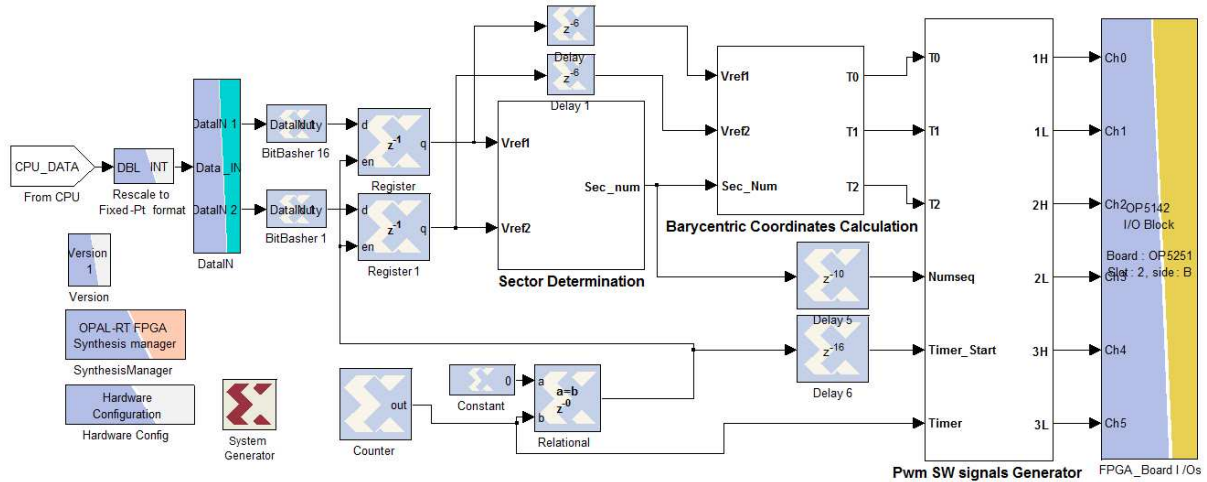 z-6
Delay
z-6
Delay 1
Vref1
Vref2
Sec_Num
T0
T1
T2
Barycentric Coordinates Calculation
T0
T1
T2
Numseq
Timer_Start
Timer
1H
1L
2H
2L
3H
3L
Pwm SW signals Generator
Ch0
Ch1
Ch2
Ch3
Ch4
Ch5
OP5142
I/O Block
Board : OP5251
Slot : 2, side : B
FPGA_Board I /Os
CPU_DATA
From CPU
DBL INT
Rescale to
Fixed-Pt format
DataIN 1
Data_IN
DataIN 2
DataIN
BitBasher 16
BitBasher 1
d
en
z-1
q
Register
d
en
z-1
q
Register 1
Vref1
Vref2
Sec_num
Sector Determination
z-10
Delay 5
z-16
Delay 6
Version
1
Version
OPAL-RT FPGA
Synthesis manager
SynthesisManager
Hardware
Configuration
Hardware Config
System
Generator
out
Counter
0
Constant
a
b
a=b
z-0
Relational